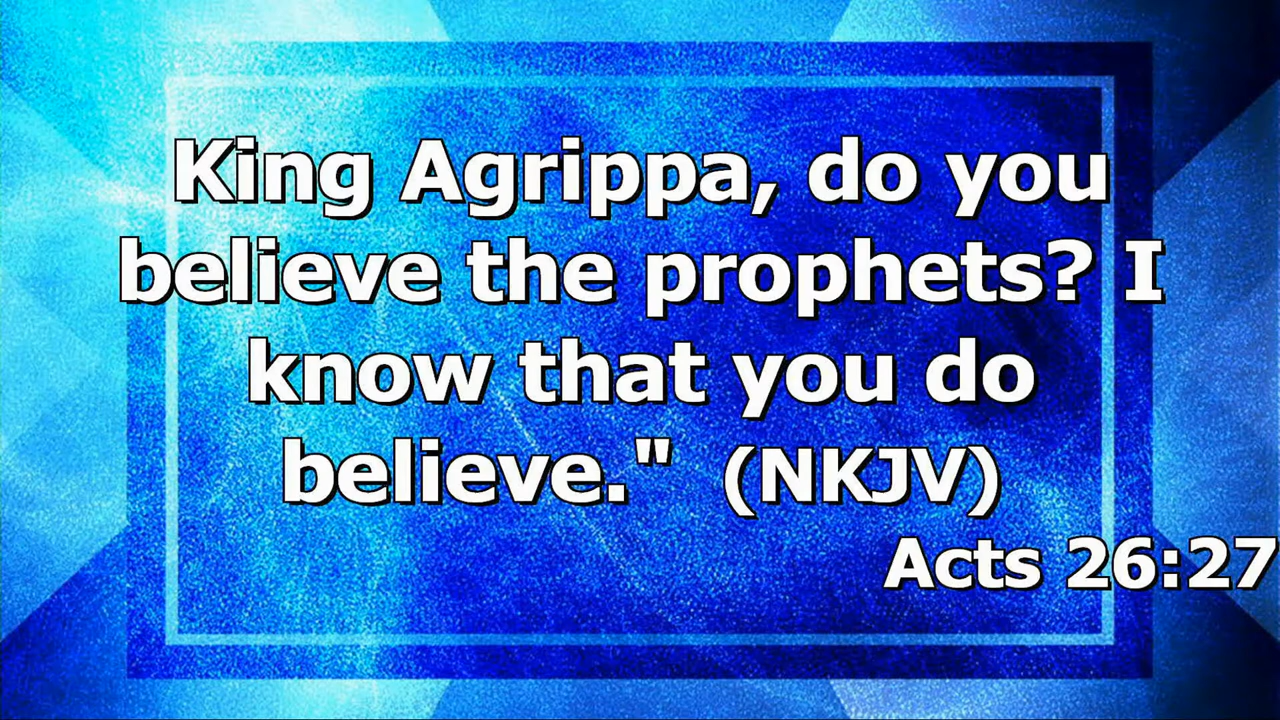 King Agrippa, do you
believe the prophets? I
know that you do
believe." (NKJV)
Acts 26:27